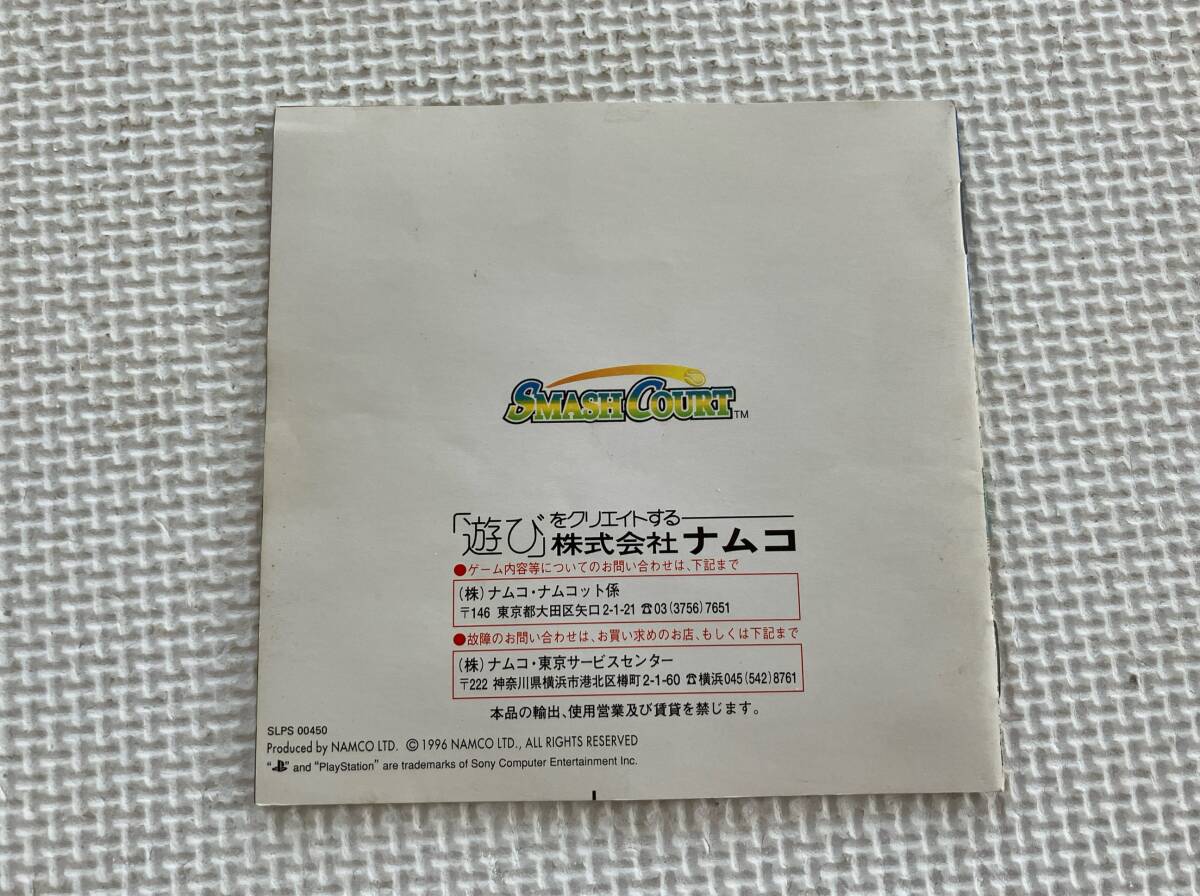 SMASH COURT™
「遊び」をクリエイトする
株式会社ナムコ
●ゲーム内容等についてのお問い合わせは、下記まで
(株)ナムコ・ナムコット係
〒146 東京都大田区矢口2-1-21 ☎03(3756)7651
●故障のお問い合わせは、お買い求めのお店、もしくは下記まで
(株)ナムコ・東京サービスセンター
〒222 神奈川県横浜市港北区樽町2-1-60 ☎横浜045(542)8761
本品の輸出、使用営業及び賃貸を禁じます。
SLPS 00450
Produced by NAMCO LTD. ©1996 NAMCO LTD., ALL RIGHTS RESERVED
" " and "PlayStation" are trademarks of Sony Computer Entertainment Inc.